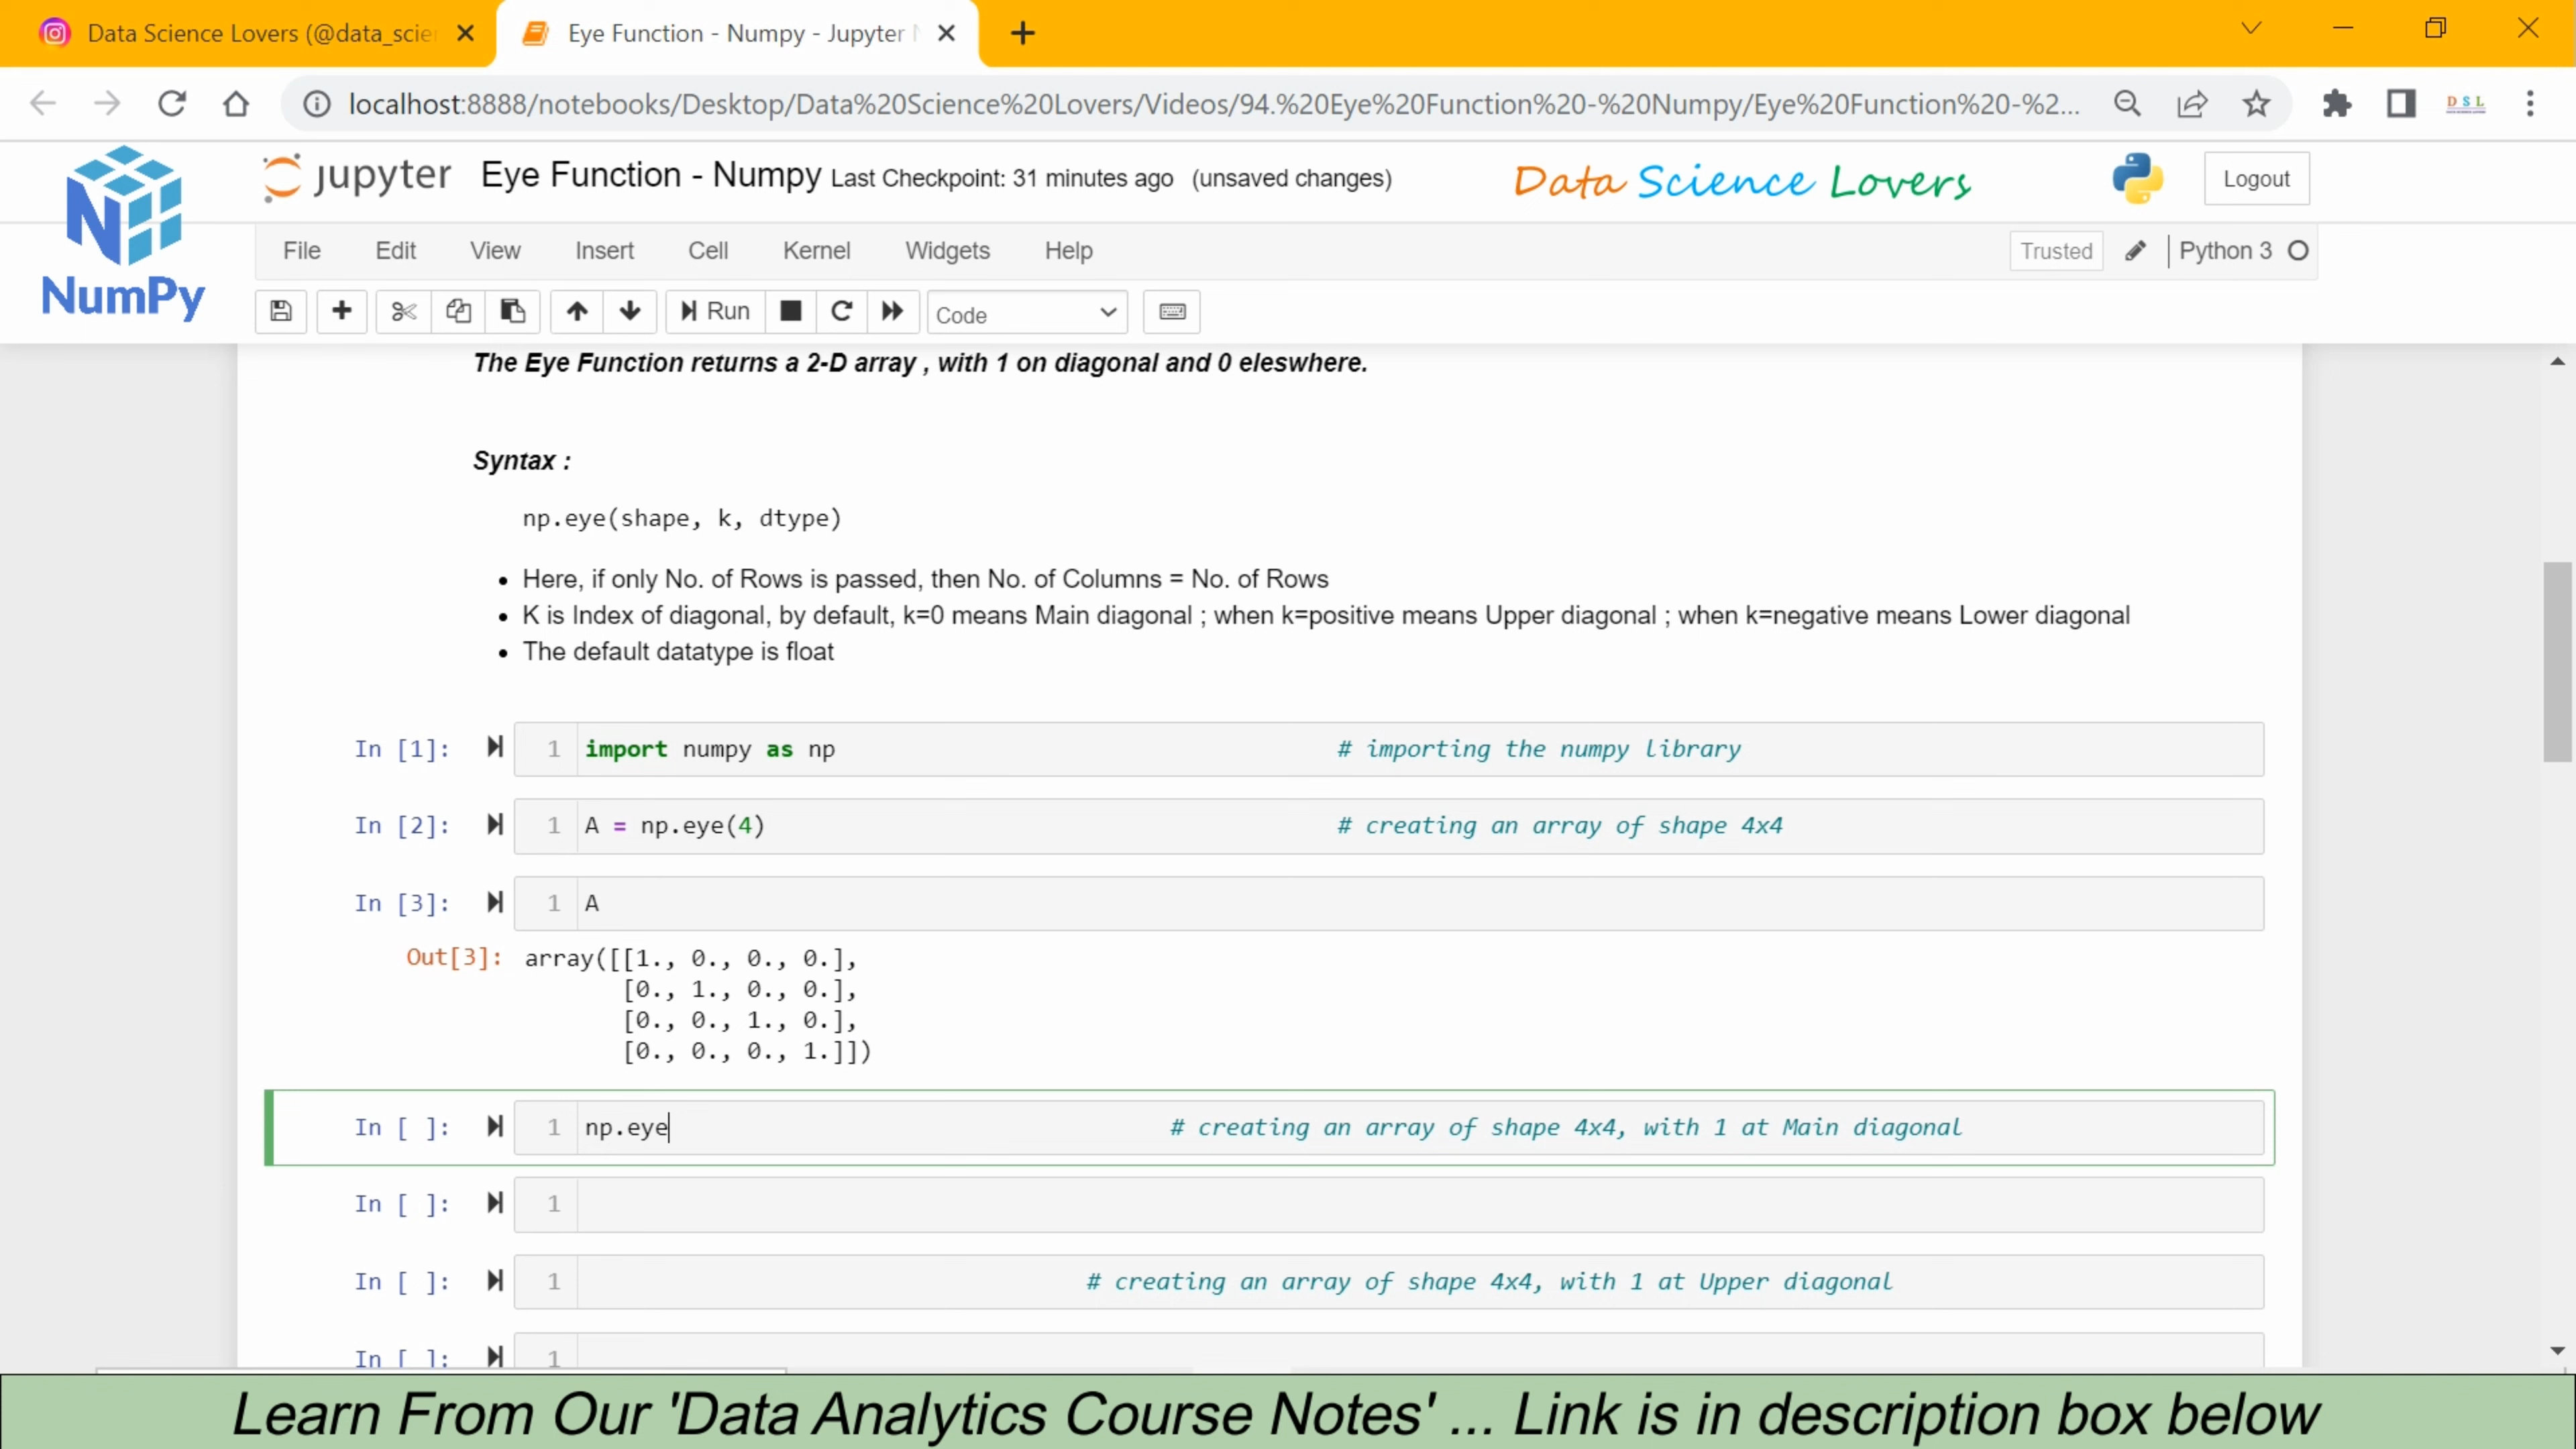 Data Science Lovers (@data_scie
Eye Function - Numpy - Jupyter N
localhost:8888/notebooks/Desktop/Data%20Science%20Lovers/Videos/94.%20Eye%20Function%20-%20Numpy/Eye%20Function%20-%2...
D S L
NumPy
jupyter Eye Function - Numpy Last Checkpoint: 31 minutes ago (unsaved changes)
Data Science Lovers
Logout
File Edit View Insert Cell Kernel Widgets Help
Trusted Python 3
Run
Code
The Eye Function returns a 2-D array , with 1 on diagonal and 0 eleswhere.
Syntax :
np.eye(shape, k, dtype)
• Here, if only No. of Rows is passed, then No. of Columns = No. of Rows
• K is Index of diagonal, by default, k=0 means Main diagonal ; when k=positive means Upper diagonal ; when k=negative means Lower diagonal
• The default datatype is float
In [1]: 1 import numpy as np # importing the numpy library
In [2]: 1 A = np.eye(4) # creating an array of shape 4x4
In [3]: 1 A
Out[3]: array([[1., 0., 0., 0.],
[0., 1., 0., 0.],
[0., 0., 1., 0.],
[0., 0., 0., 1.]])
In [ ]: 1 np.eye # creating an array of shape 4x4, with 1 at Main diagonal
In [ ]: 1
In [ ]: 1 # creating an array of shape 4x4, with 1 at Upper diagonal
In [ ]: 1
Learn From Our 'Data Analytics Course Notes' ... Link is in description box below